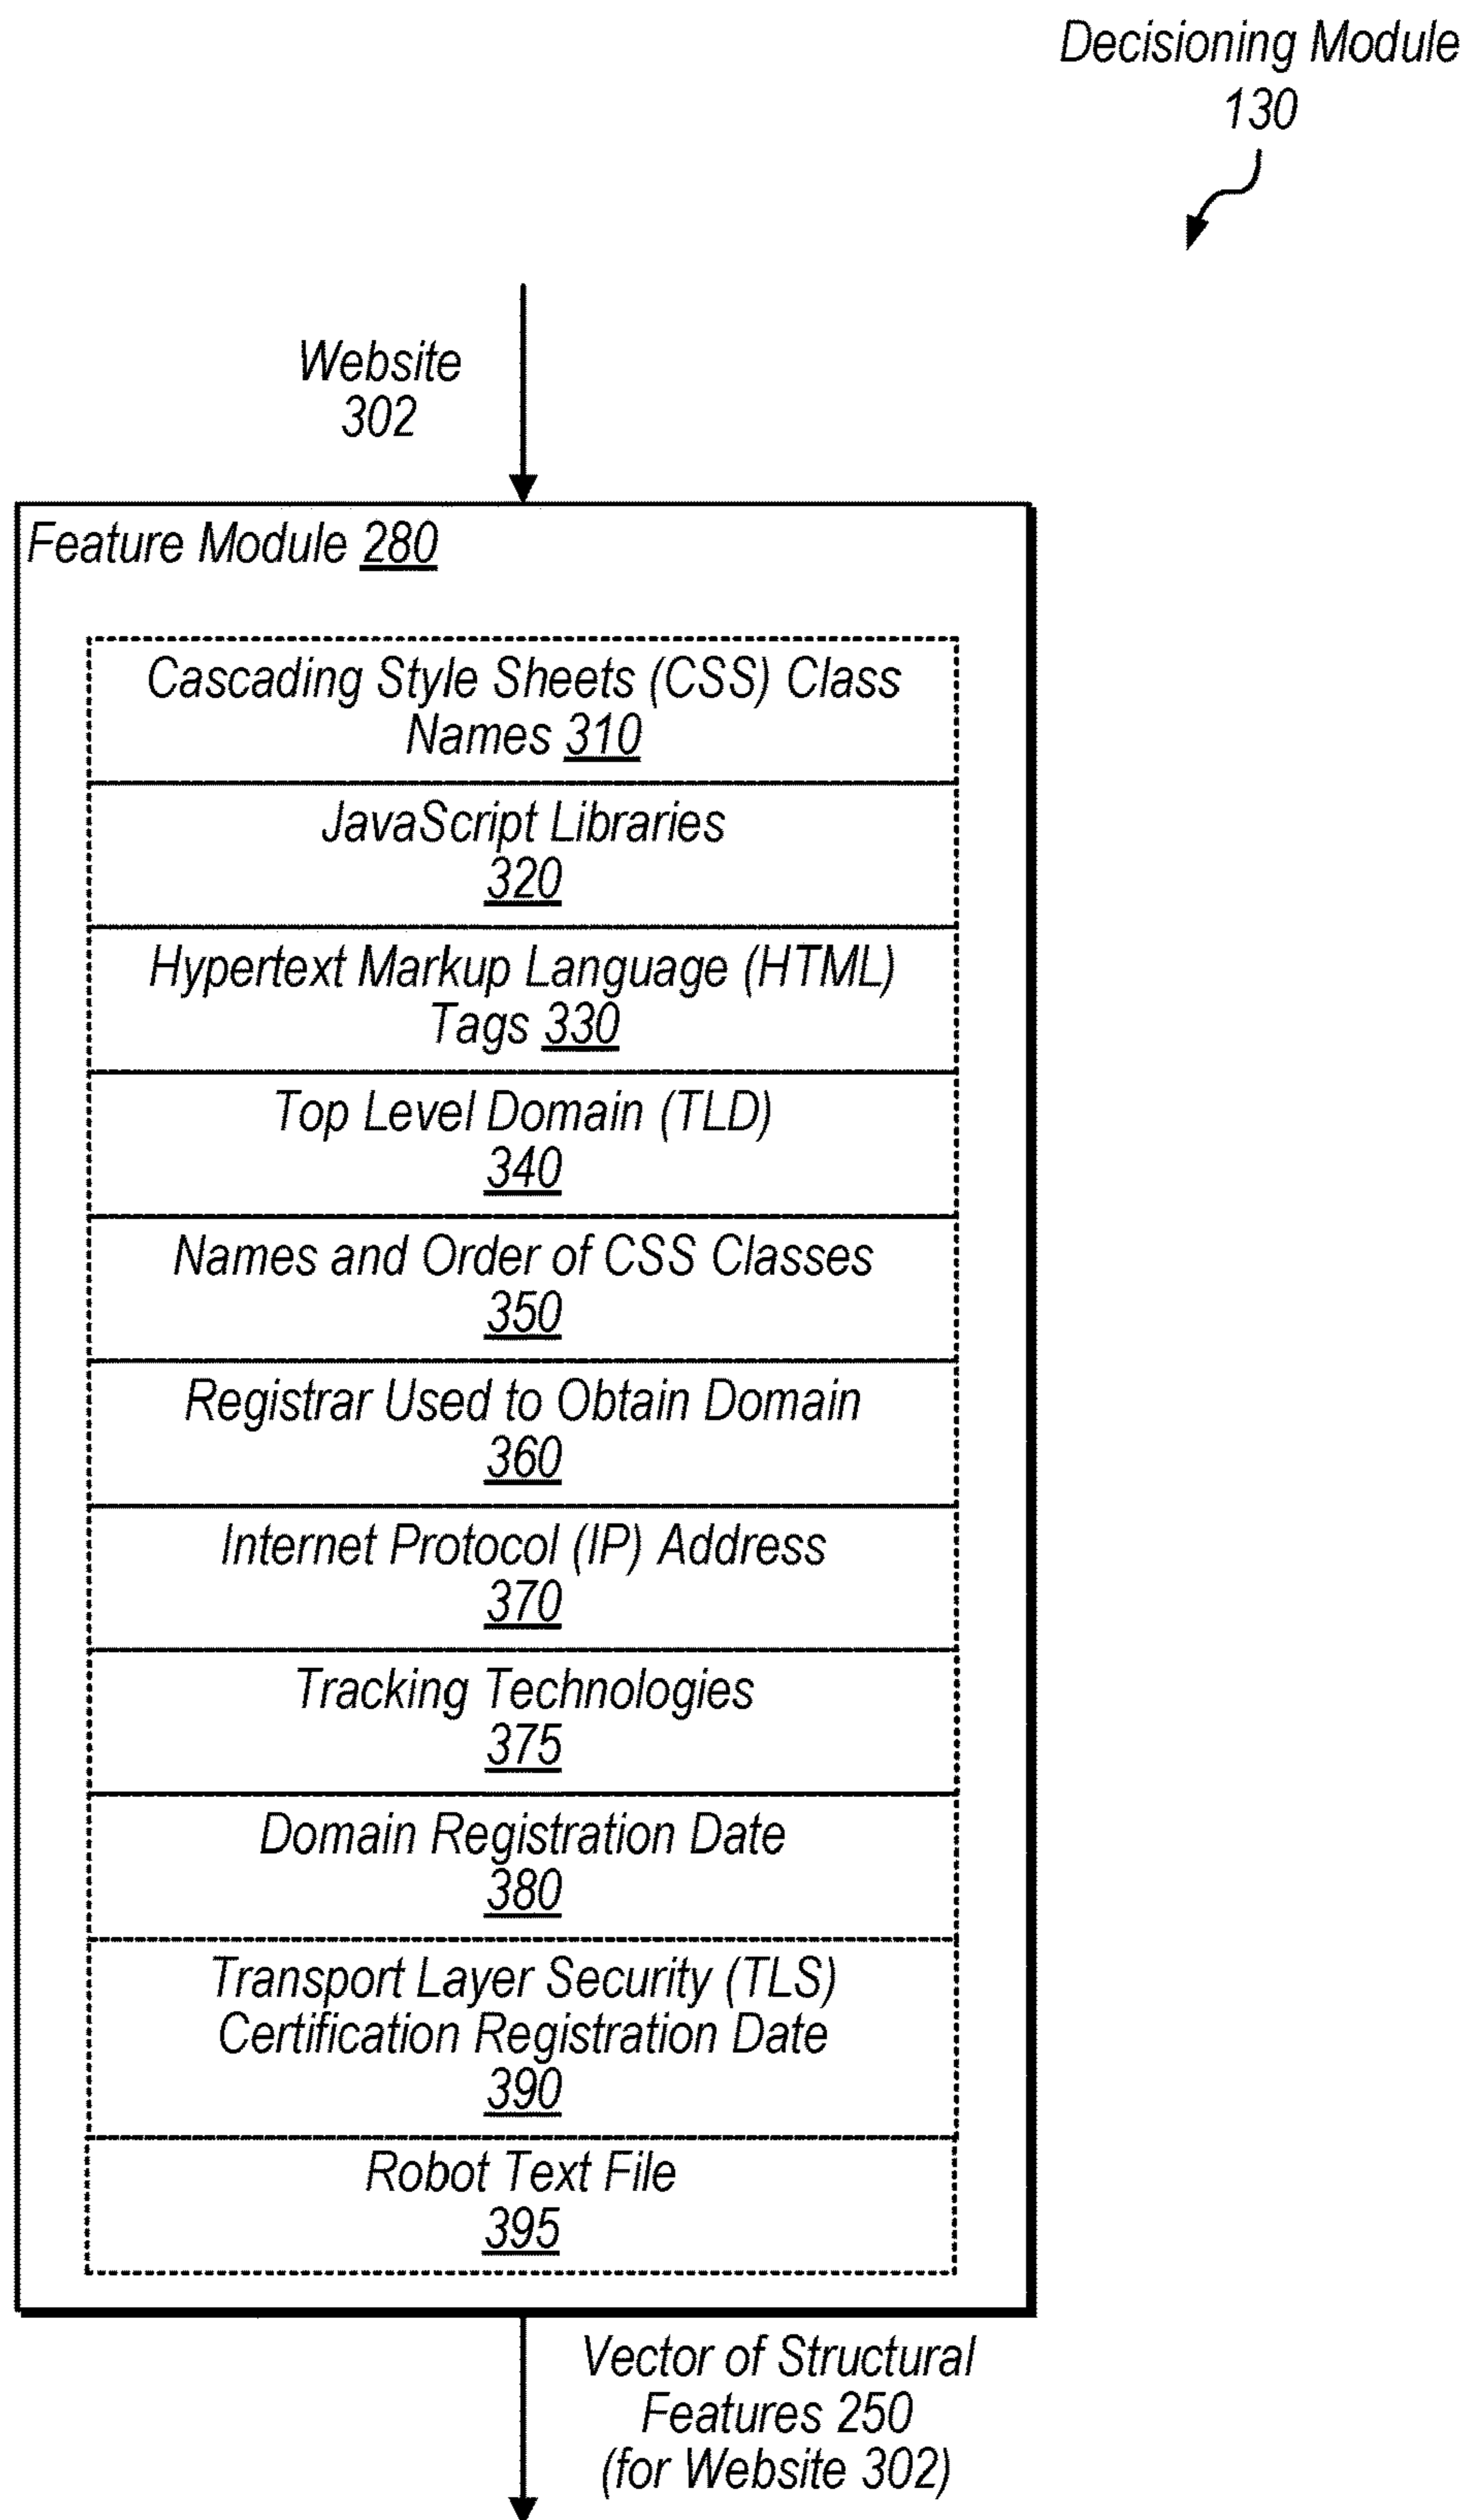 Decisioning Module
130
Website
302
Feature Module 280
Cascading Style Sheets (CSS) Class
Names 310
JavaScript Libraries
320
Hypertext Markup Language (HTML)
Tags 330
Top Level Domain (TLD)
340
Names and Order of CSS Classes
350
Registrar Used to Obtain Domain
360
Internet Protocol (IP) Address
370
Tracking Technologies
375
Domain Registration Date
380
Transport Layer Security (TLS)
Certification Registration Date
390
Robot Text File
395
Vector of Structural
Features 250
(for Website 302)